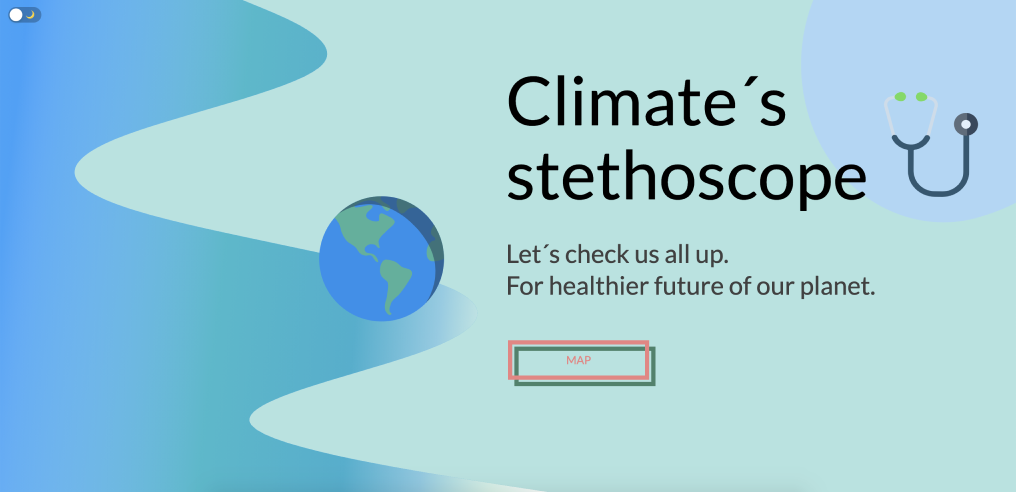 Climate´s
stethoscope
Let´s check us all up.
For healthier future of our planet.
MAP